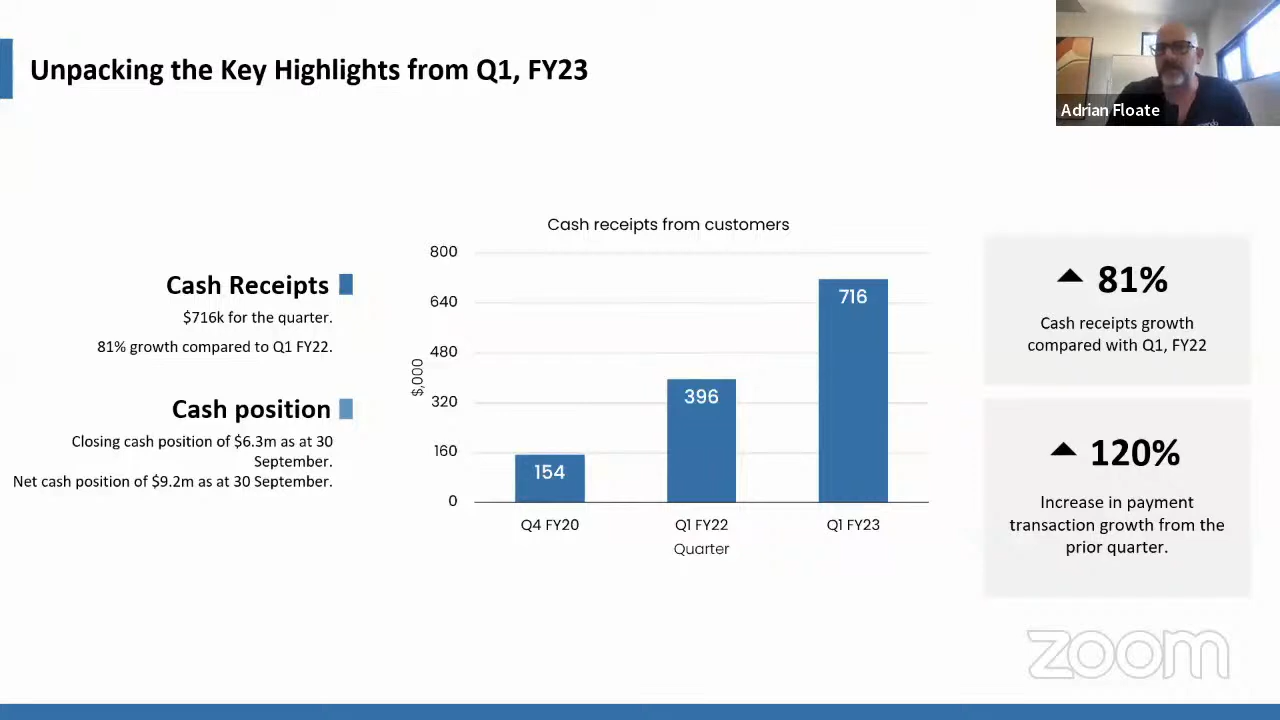 Unpacking the Key Highlights from Q1, FY23
Adrian Floate
Cash Receipts
$716k for the quarter.
81% growth compared to Q1 FY22.
Cash position
Closing cash position of $6.3m as at 30
September.
Net cash position of $9.2m as at 30 September.
Cash receipts from customers
800
640
480
320
160
0
$,000
154
396
716
Q4 FY20
Q1 FY22
Q1 FY23
Quarter
81%
Cash receipts growth
compared with Q1, FY22
120%
Increase in payment
transaction growth from the
prior quarter.
zoom